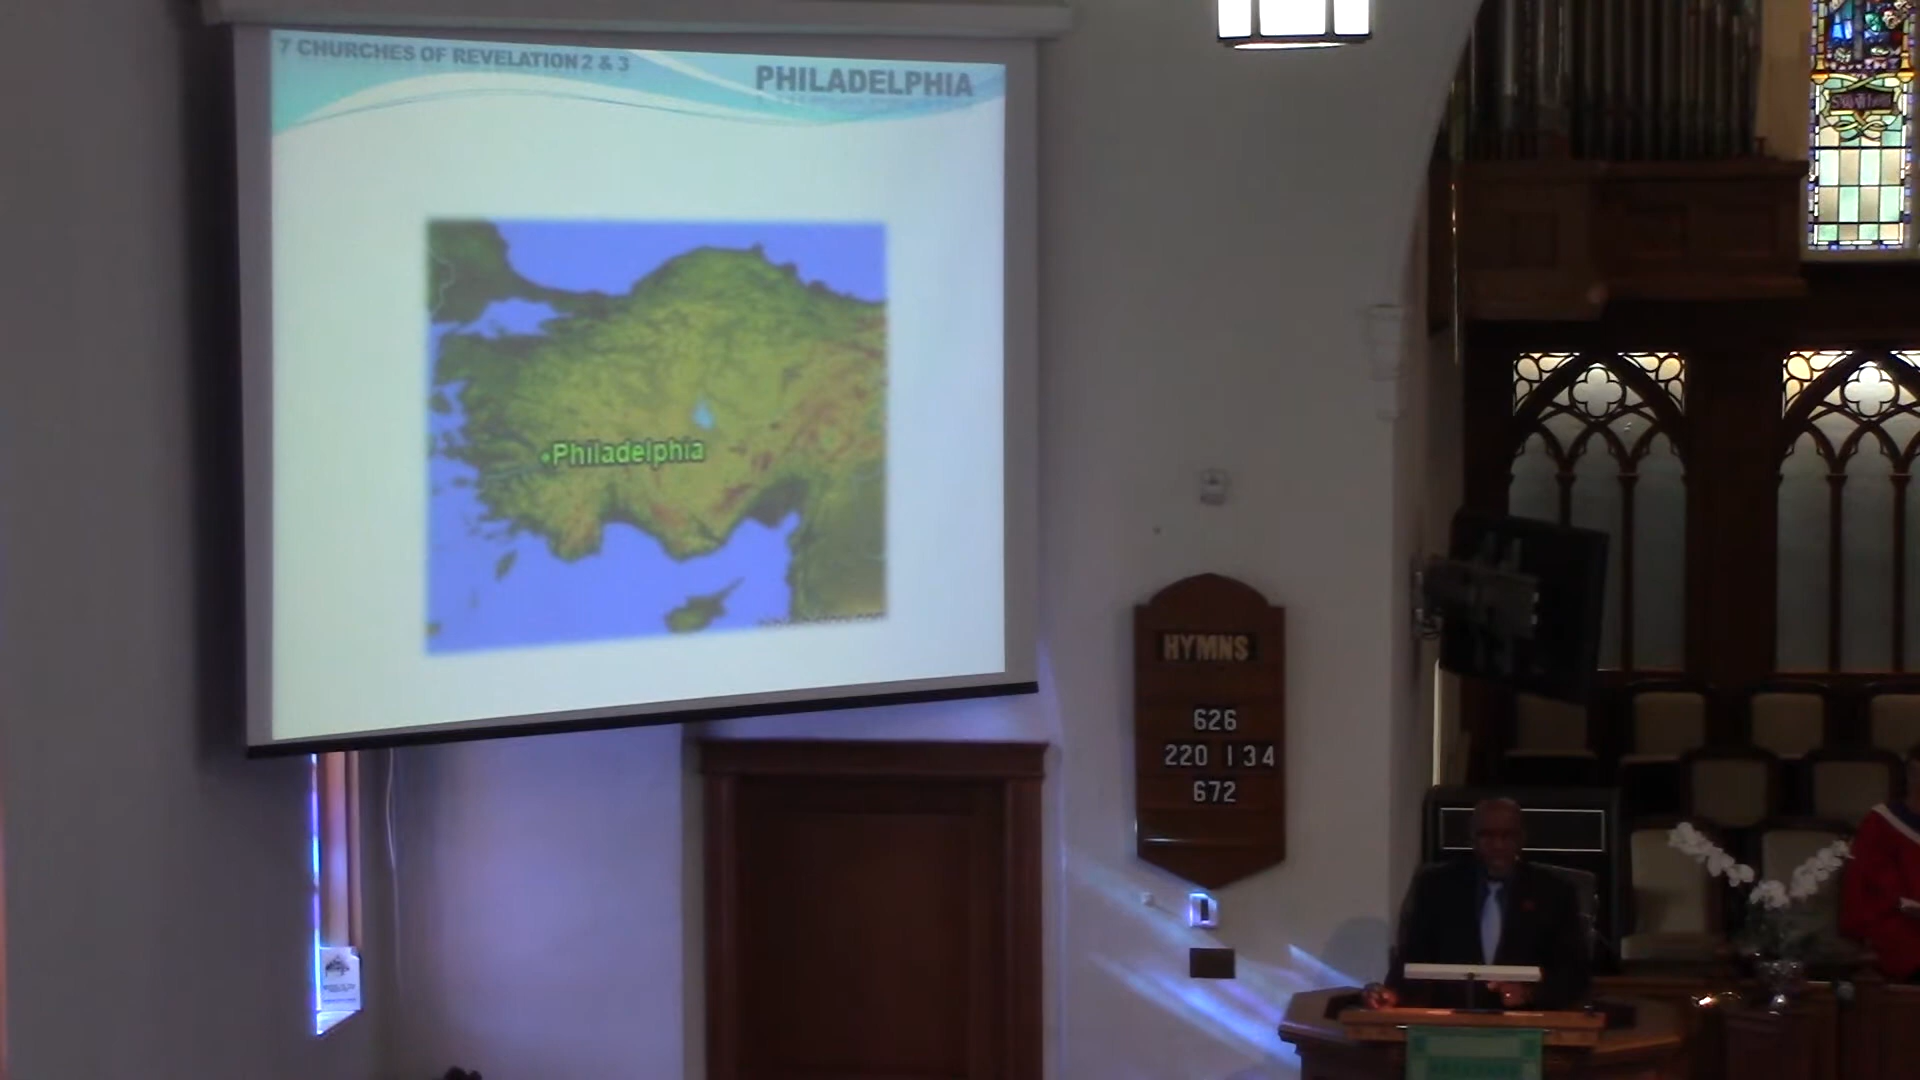 7 CHURCHES OF REVELATION 2 & 3
PHILADELPHIA
Philadelphia
HYMNS
626
220 134
672